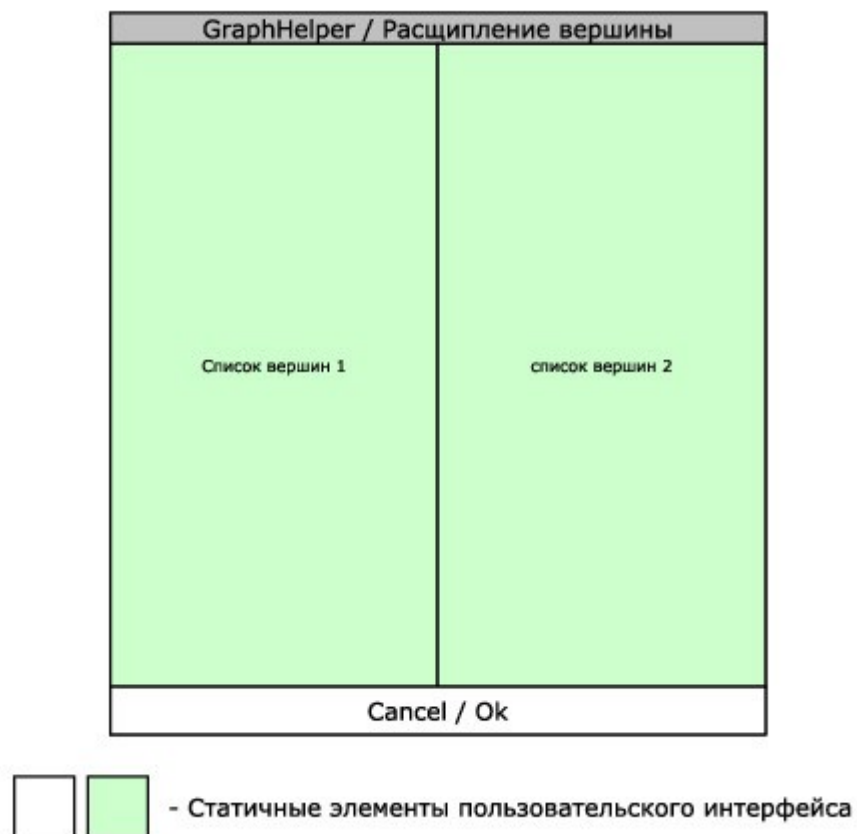 GraphHelper / Расщипление вершины
Список вершин 1
список вершин 2
Cancel / Ok
- Статичные элементы пользовательского интерфейса